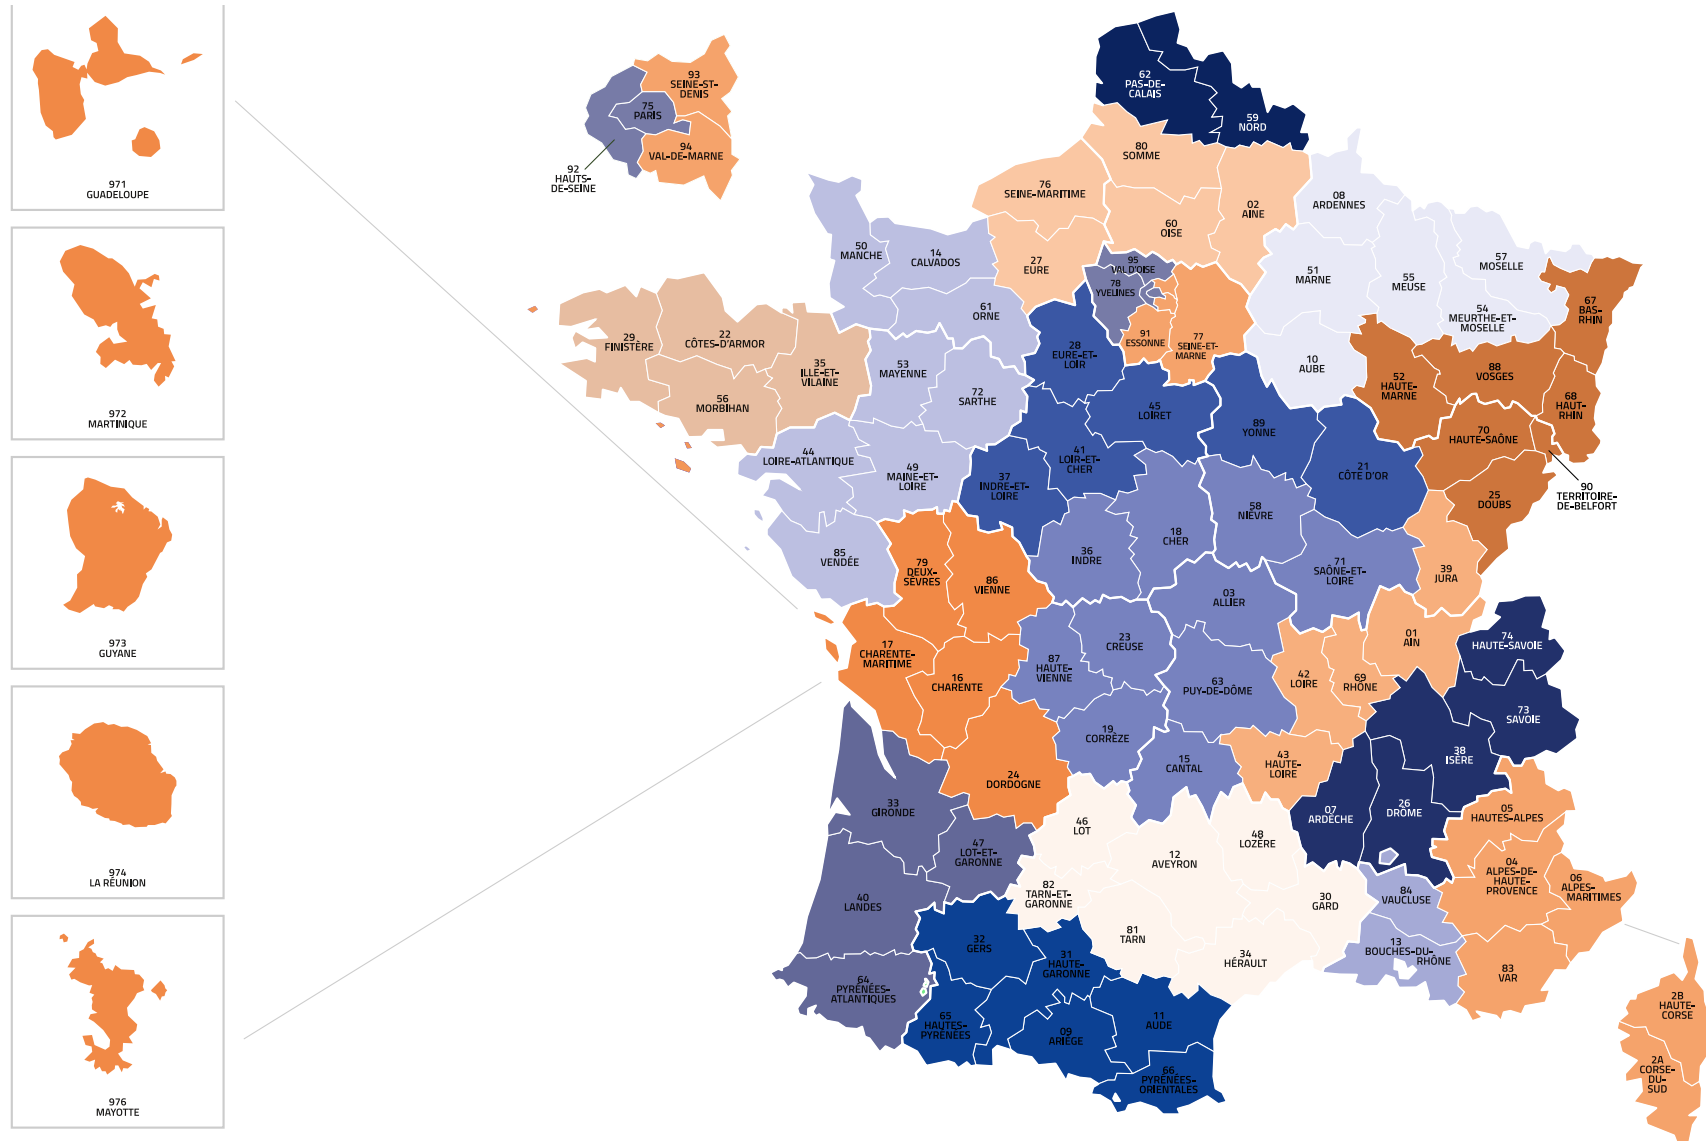 971
GUADELOUPE
972
MARTINIQUE
973
GUYANE
974
LA RÉUNION
976
MAYOTTE
93
SEINE-ST-
DENIS
75
PARIS
94
VAL-DE-MARNE
92
HAUTS-
DE-SEINE
62
PAS-DE-
CALAIS
59
NORD
80
SOMME
76
SEINE-MARITIME
02
AINE
60
OISE
27
EURE
08
ARDENNES
51
MARNE
55
MEUSE
57
MOSELLE
54
MEURTHE-ET-
MOSELLE
67
BAS-
RHIN
10
AUBE
50
MANCHE
14
CALVADOS
61
ORNE
95
VAL D'OISE
78
YVELINES
91
ESSONNE
77
SEINE-ET-
MARNE
29
FINISTÈRE
22
CÔTES-D'ARMOR
35
ILLE-ET-
VILAINE
56
MORBIHAN
53
MAYENNE
72
SARTHE
28
EURE-ET-
LOIR
45
LOIRET
89
YONNE
52
HAUTE-
MARNE
88
VOSGES
68
HAUT-
RHIN
70
HAUTE-SAÔNE
90
TERRITOIRE-
DE-BELFORT
44
LOIRE-ATLANTIQUE
49
MAINE-ET-
LOIRE
37
INDRE-ET-
LOIRE
41
LOIR-ET-
CHER
21
CÔTE D'OR
25
DOUBS
58
NIÈVRE
18
CHER
36
INDRE
85
VENDÉE
79
DEUX-
SÈVRES
86
VIENNE
71
SAÔNE-ET-
LOIRE
39
JURA
03
ALLIER
23
CREUSE
87
HAUTE-
VIENNE
17
CHARENTE-
MARITIME
16
CHARENTE
01
AIN
74
HAUTE-SAVOIE
42
LOIRE
69
RHÔNE
63
PUY-DE-DÔME
73
SAVOIE
19
CORRÈZE
15
CANTAL
43
HAUTE-
LOIRE
38
ISÈRE
24
DORDOGNE
33
GIRONDE
46
LOT
48
LOZÈRE
07
ARDÈCHE
26
DRÔME
05
HAUTES-ALPES
47
LOT-ET-
GARONNE
12
AVEYRON
04
ALPES-DE-
HAUTE-
PROVENCE
06
ALPES-
MARITIMES
82
TARN-ET-
GARONNE
30
GARD
84
VAUCLUSE
40
LANDES
32
GERS
81
TARN
34
HÉRAULT
13
BOUCHES-DU-
RHÔNE
83
VAR
31
HAUTE-
GARONNE
64
PYRÉNÉES-
ATLANTIQUES
65
HAUTES-
PYRÉNÉES
09
ARIÈGE
11
AUDE
66
PYRÉNÉES-
ORIENTALES
2B
HAUTE-
CORSE
2A
CORSE-
DU-
SUD